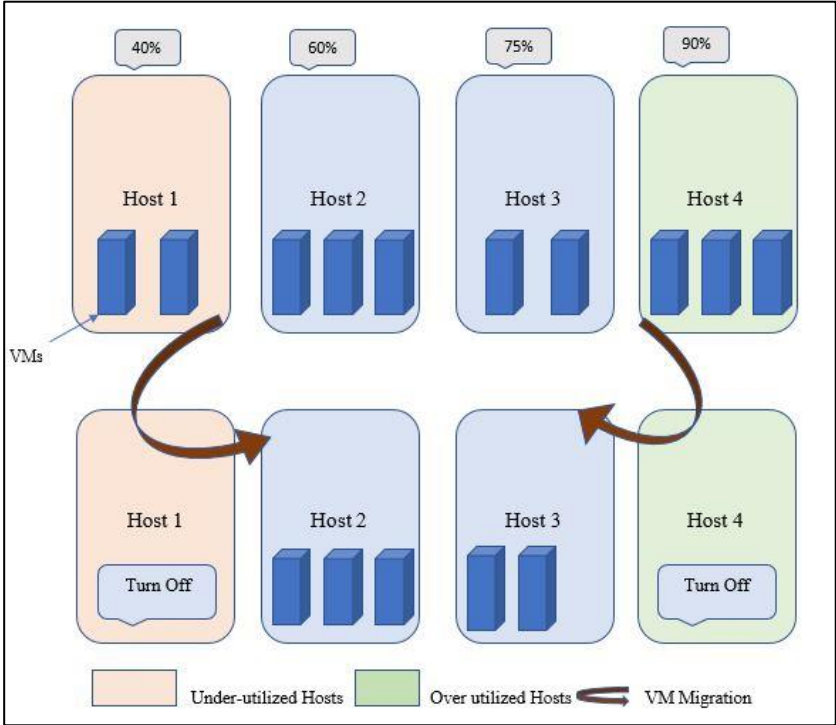 40%
60%
75%
90%
Host 1
Host 2
Host 3
Host 4
VMs
Host 1
Host 2
Host 3
Host 4
Turn Off
Turn Off
Under-utilized Hosts
Over utilized Hosts
VM Migration